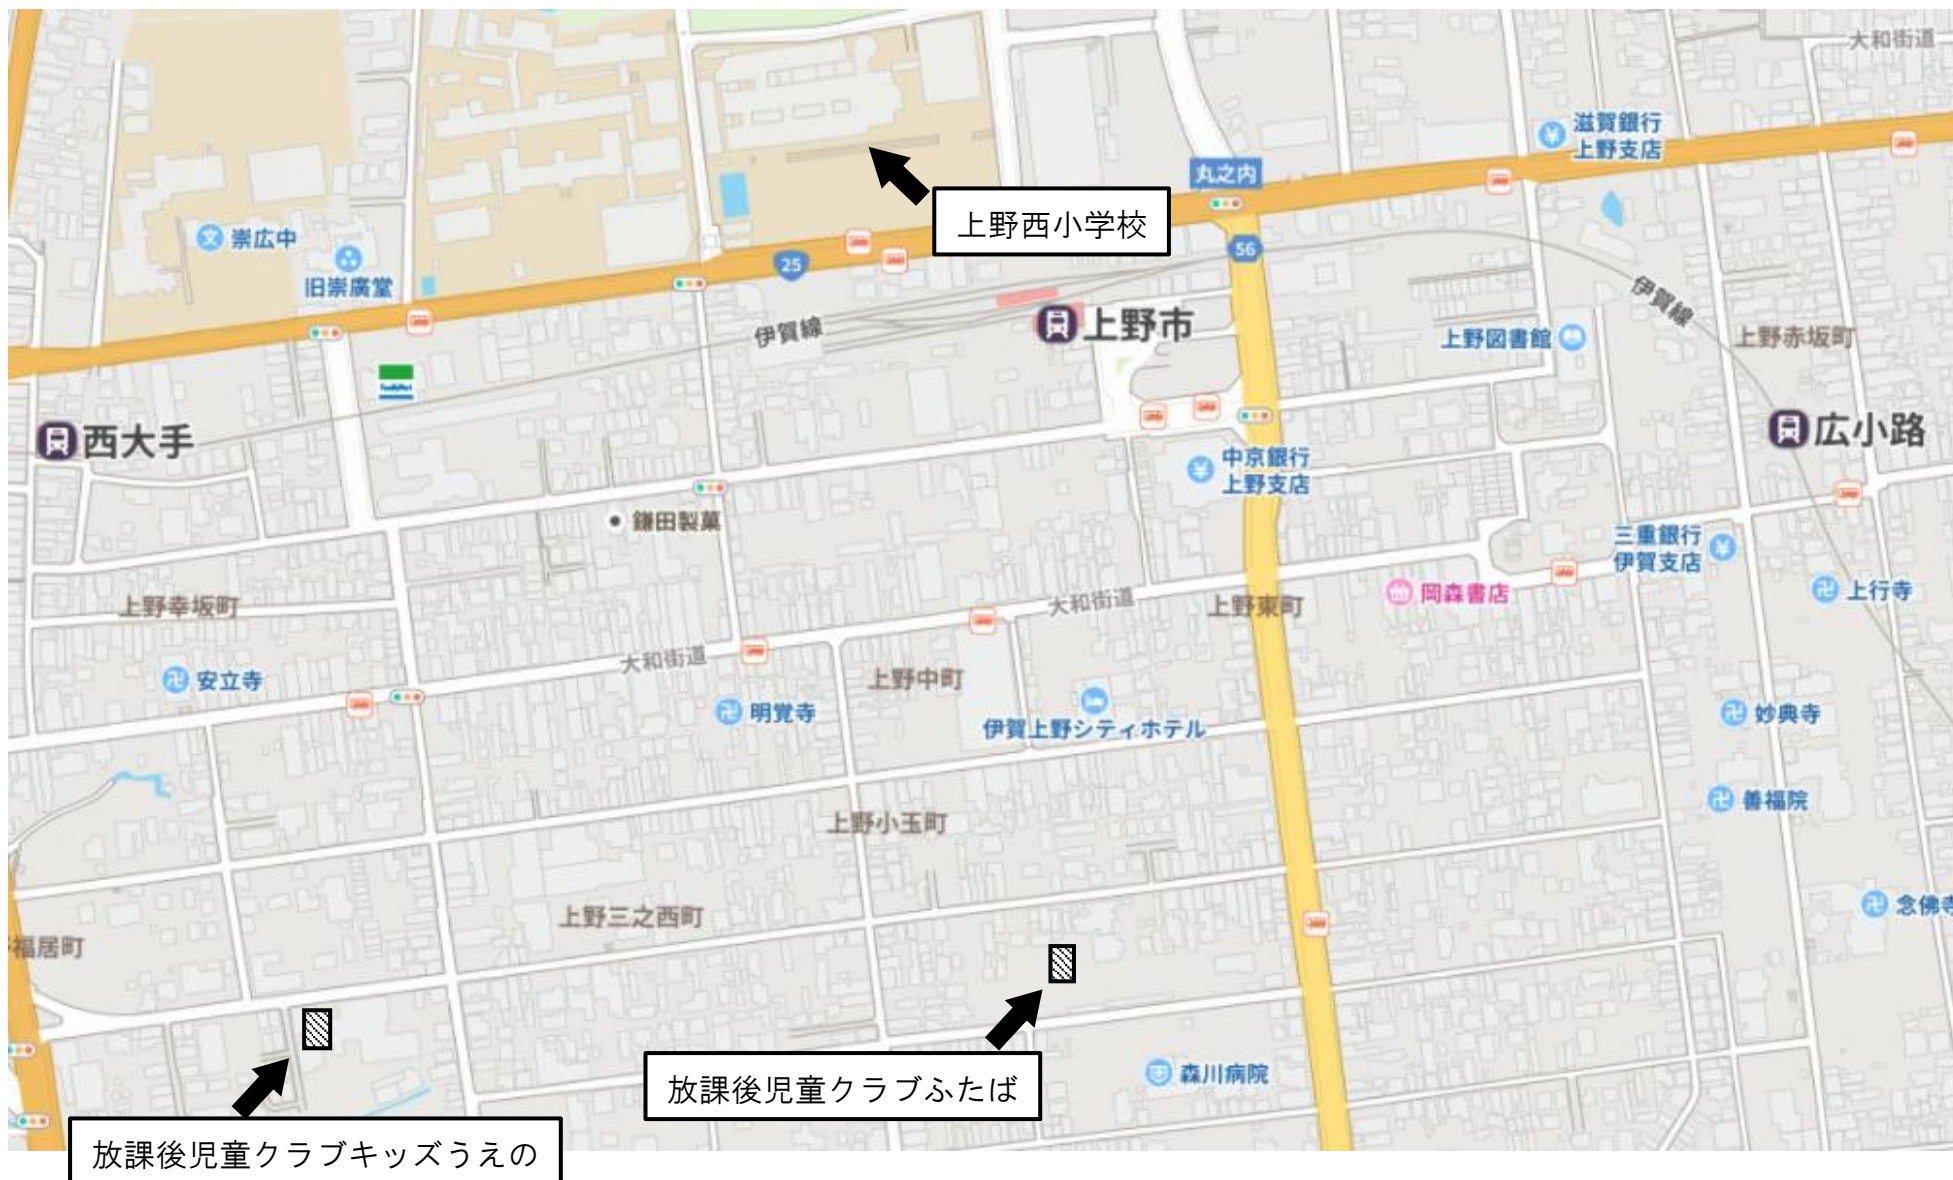 大和街道
滋賀銀行
上野支店
丸之内
上野西小学校
崇広中
旧崇廣堂
25
56
伊賀線
上野市
伊賀線
上野図書館
上野赤坂町
FamilyMart
西大手
広小路
中京銀行
上野支店
鎌田製菓
三重銀行
伊賀支店
上野幸坂町
大和街道
上野東町
岡森書店
上行寺
大和街道
安立寺
上野中町
明覚寺
伊賀上野シティホテル
妙典寺
善福院
上野小玉町
上野三之西町
念佛寺
福居町
森川病院
放課後児童クラブふたば
放課後児童クラブキッズうえの